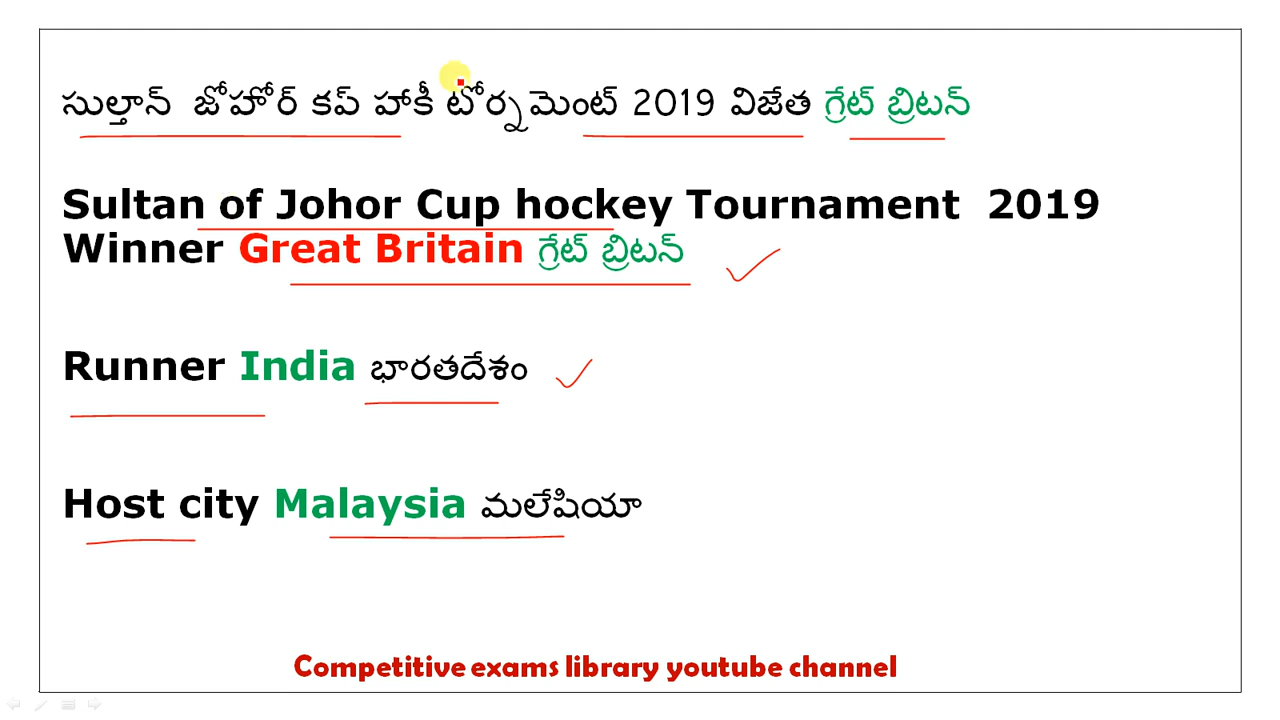 సుల్తాన్ జోహోర్ కప్ హాకీ టోర్నమెంట్ 2019 విజేత గ్రేట్ బ్రిటన్
Sultan of Johor Cup hockey Tournament 2019
Winner Great Britain గ్రేట్ బ్రిటన్
Runner India భారతదేశం
Host city Malaysia మలేషియా
Competitive exams library youtube channel